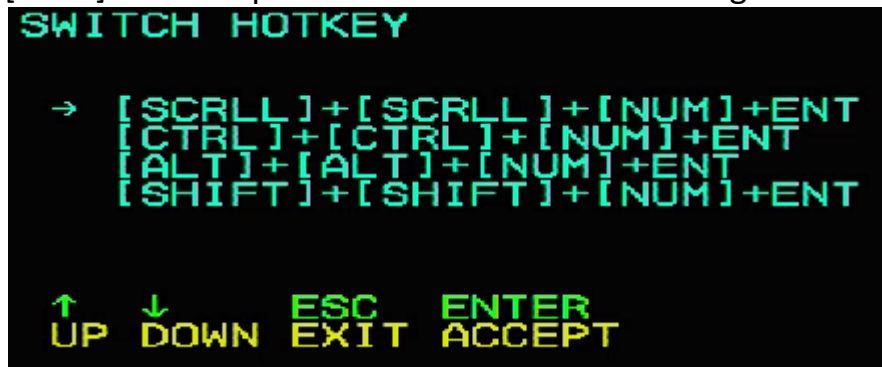 SWITCH HOTKEY
→ [SCRLL]+[SCRLL]+[NUM]+ENT
[CTRL]+[CTRL]+[NUM]+ENT
[ALT]+[ALT]+[NUM]+ENT
[SHIFT]+[SHIFT]+[NUM]+ENT
↑ ↓ ESC ENTER
UP DOWN EXIT ACCEPT